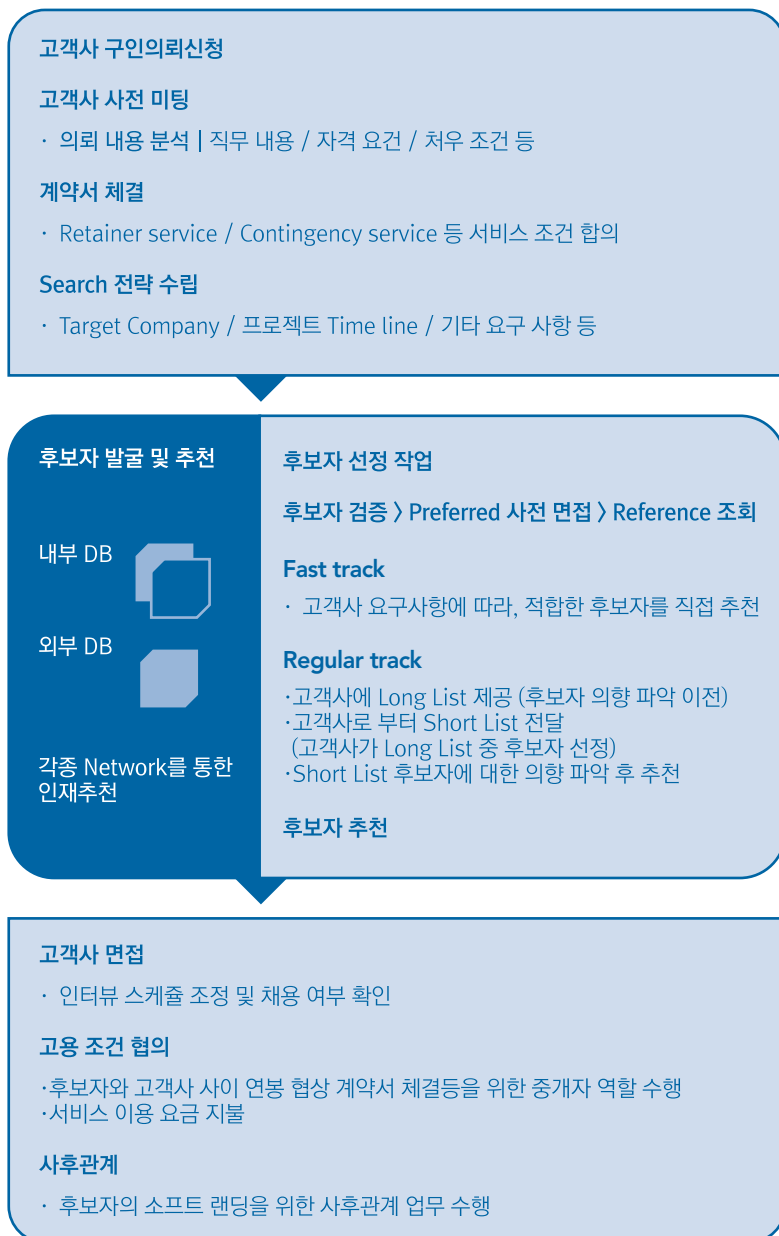 고객사 구인의뢰신청
고객사 사전 미팅
· 의뢰 내용 분석 | 직무 내용 / 자격 요건 / 처우 조건 등
계약서 체결
· Retainer service / Contingency service 등 서비스 조건 합의
Search 전략 수립
· Target Company / 프로젝트 Time line / 기타 요구 사항 등
후보자 발굴 및 추천
내부 DB
외부 DB
각종 Network를 통한
인재추천
후보자 선정 작업
후보자 검증 〉 Preferred 사전 면접 〉 Reference 조회
Fast track
· 고객사 요구사항에 따라, 적합한 후보자를 직접 추천
Regular track
·고객사에 Long List 제공 (후보자 의향 파악 이전)
·고객사로 부터 Short List 전달
(고객사가 Long List 중 후보자 선정)
·Short List 후보자에 대한 의향 파악 후 추천
후보자 추천
고객사 면접
· 인터뷰 스케쥴 조정 및 채용 여부 확인
고용 조건 협의
·후보자와 고객사 사이 연봉 협상 계약서 체결등을 위한 중개자 역할 수행
·서비스 이용 요금 지불
사후관계
· 후보자의 소프트 랜딩을 위한 사후관계 업무 수행